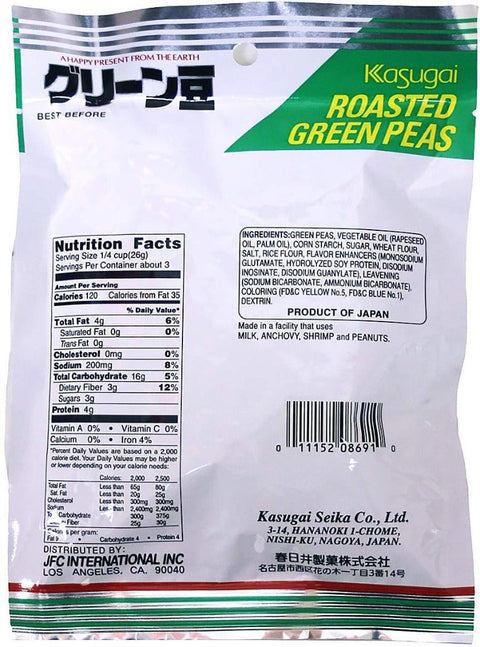 A HAPPY PRESENT FROM THE EARTH
グリーン豆
BEST BEFORE
Kasugai
ROASTED
GREEN PEAS
Nutrition Facts
Serving Size 1/4 cup(26g)
Servings Per Container about 3
Amount Per Serving
Calories 120 Calories from Fat 35
% Daily Value*
Total Fat 4g 6%
Saturated Fat 0g 0%
Trans Fat 0g
Cholesterol 0mg 0%
Sodium 200mg 8%
Total Carbohydrate 16g 5%
Dietary Fiber 3g 12%
Sugars 3g
Protein 4g
Vitamin A 0% • Vitamin C 0%
Calcium 0% • Iron 4%
*Percent Daily Values are based on a 2,000
calorie diet. Your Daily Values may be higher
or lower depending on your calorie needs:
Calories: 2,000 2,500
Total Fat Less than 65g 80g
Sat. Fat Less than 20g 25g
Cholesterol Less than 300mg 300mg
Sodium Less than 2,400mg 2,400mg
Carbohydrate 300g 375g
Fiber 25g 30g
per gram:
Fat 9 • Carbohydrate 4 • Protein 4
INGREDIENTS:GREEN PEAS, VEGETABLE OIL (RAPESEED
OIL, PALM OIL), CORN STARCH, SUGAR, WHEAT FLOUR,
SALT, RICE FLOUR, FLAVOR ENHANCERS (MONOSODIUM
GLUTAMATE, HYDROLYZED SOY PROTEIN, DISODIUM
INOSINATE, DISODIUM GUANYLATE), LEAVENING
(SODIUM BICARBONATE, AMMONIUM BICARBONATE),
COLORING (FD&C YELLOW No.5, FD&C BLUE No.1),
DEXTRIN.
PRODUCT OF JAPAN
Made in a facility that uses
MILK, ANCHOVY, SHRIMP and PEANUTS.
0 11152 08691 0
Kasugai Seika Co., Ltd.
3-14, HANANOKI 1-CHOME,
NISHI-KU, NAGOYA, JAPAN.
春日井製菓株式会社
名古屋市西区花の木一丁目3番14号
DISTRIBUTED BY:
JFC INTERNATIONAL INC
LOS ANGELES, CA. 90040